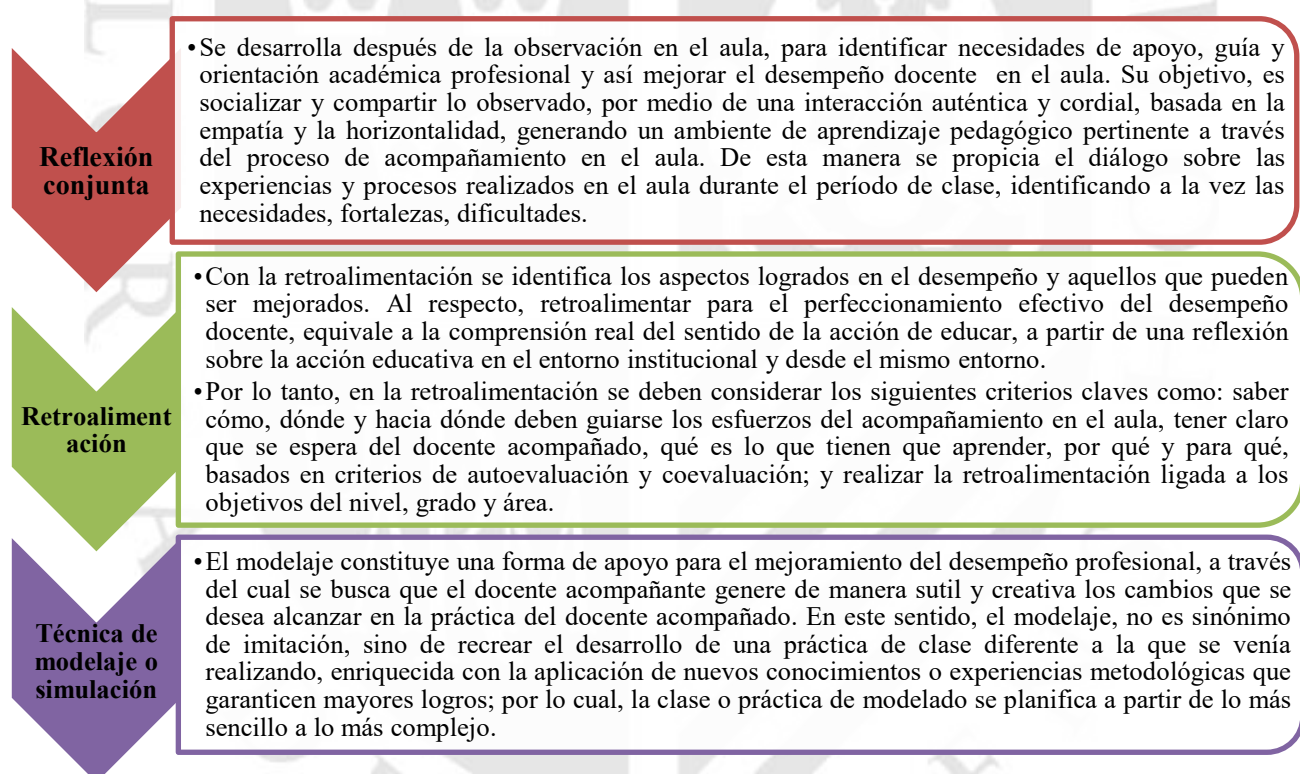 Reflexión
conjunta
•Se desarrolla después de la observación en el aula, para identificar necesidades de apoyo, guía y
orientación académica profesional y así mejorar el desempeño docente en el aula. Su objetivo, es
socializar y compartir lo observado, por medio de una interacción auténtica y cordial, basada en la
empatía y la horizontalidad, generando un ambiente de aprendizaje pedagógico pertinente a través
del proceso de acompañamiento en el aula. De esta manera se propicia el diálogo sobre las
experiencias y procesos realizados en el aula durante el período de clase, identificando a la vez las
necesidades, fortalezas, dificultades.
Retroaliment
ación
•Con la retroalimentación se identifica los aspectos logrados en el desempeño y aquellos que pueden
ser mejorados. Al respecto, retroalimentar para el perfeccionamiento efectivo del desempeño
docente, equivale a la comprensión real del sentido de la acción de educar, a partir de una reflexión
sobre la acción educativa en el entorno institucional y desde el mismo entorno.
•Por lo tanto, en la retroalimentación se deben considerar los siguientes criterios claves como: saber
cómo, dónde y hacia dónde deben guiarse los esfuerzos del acompañamiento en el aula, tener claro
que se espera del docente acompañado, qué es lo que tienen que aprender, por qué y para qué,
basados en criterios de autoevaluación y coevaluación; y realizar la retroalimentación ligada a los
objetivos del nivel, grado y área.
Técnica de
modelaje o
simulación
•El modelaje constituye una forma de apoyo para el mejoramiento del desempeño profesional, a través
del cual se busca que el docente acompañante genere de manera sutil y creativa los cambios que se
desea alcanzar en la práctica del docente acompañado. En este sentido, el modelaje, no es sinónimo
de imitación, sino de recrear el desarrollo de una práctica de clase diferente a la que se venía
realizando, enriquecida con la aplicación de nuevos conocimientos o experiencias metodológicas que
garanticen mayores logros; por lo cual, la clase o práctica de modelado se planifica a partir de lo más
sencillo a lo más complejo.